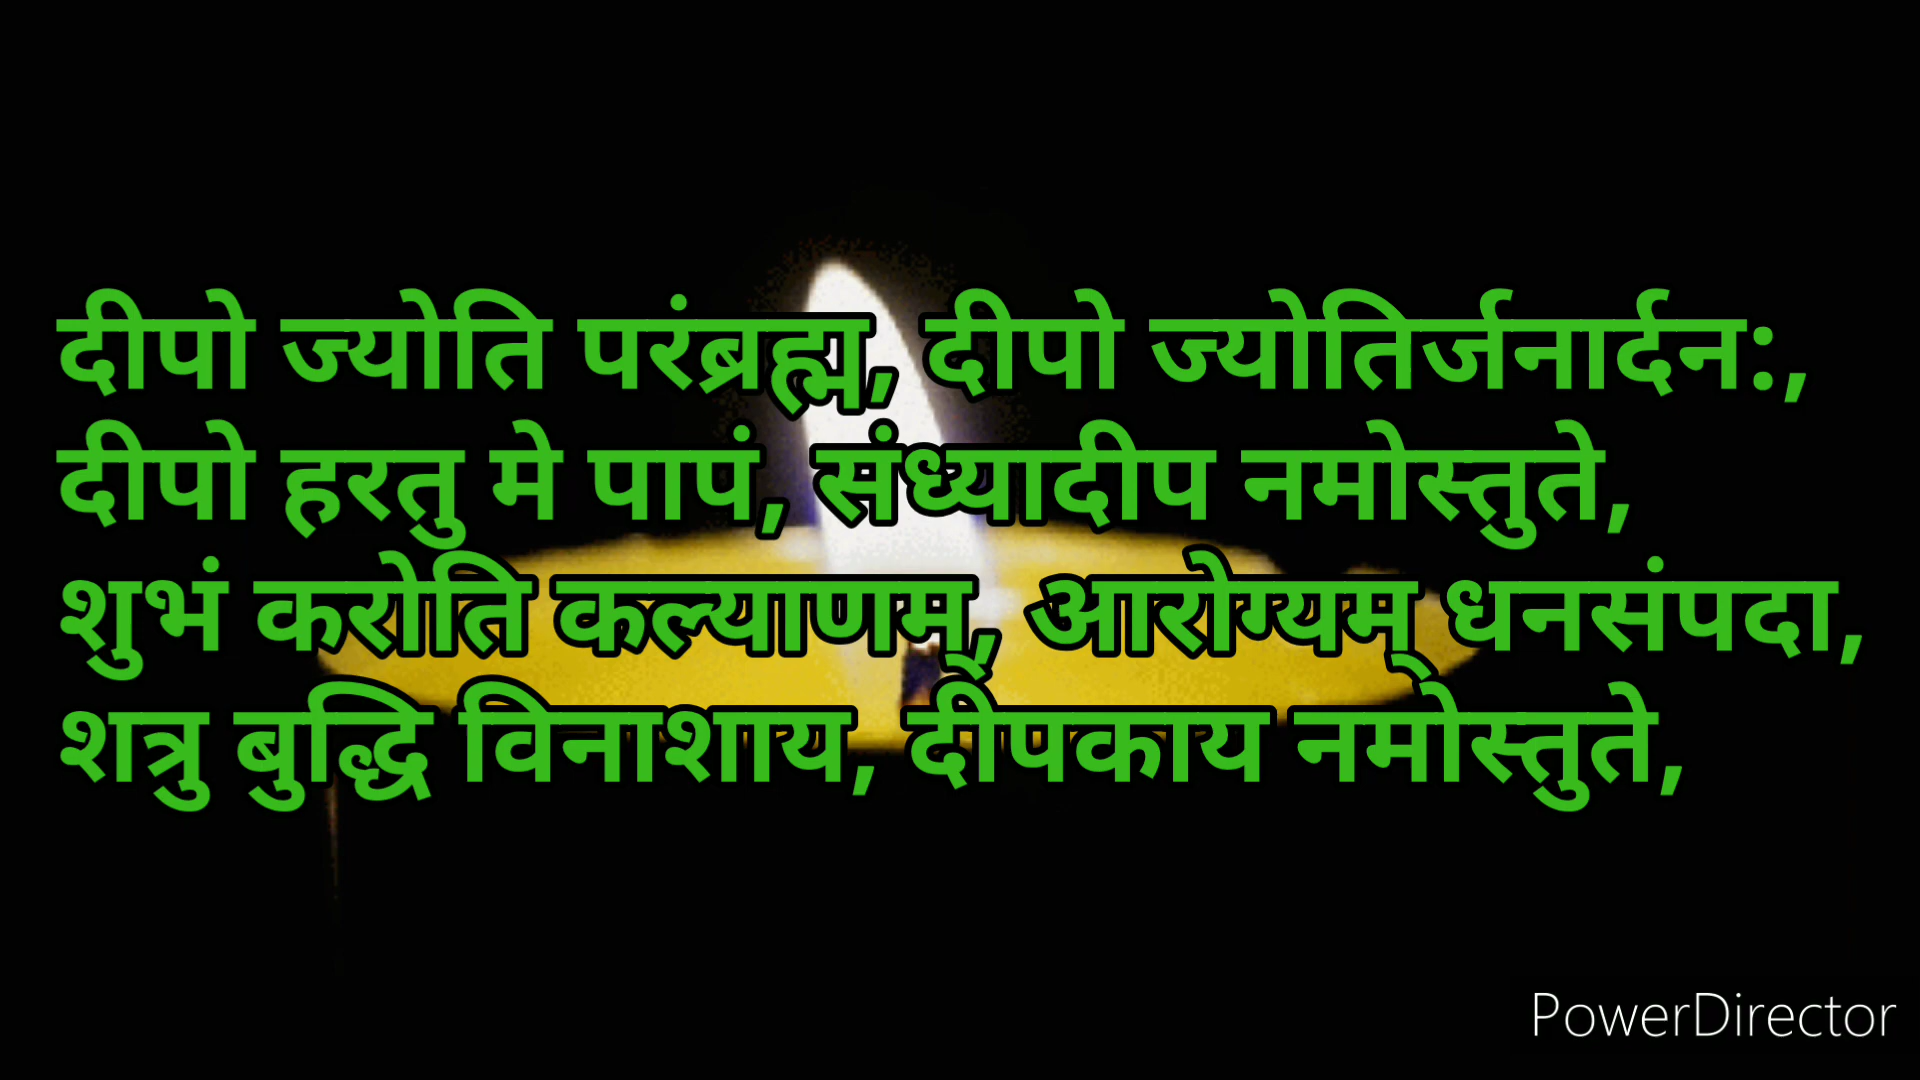 दीपो ज्योति परंब्रह्म, दीपो ज्योतिर्जनार्दन:,
दीपो हरतु मे पापं, संध्यादीप नमोस्तुते,
शुभं करोति कल्याणम्, आरोग्यम् धनसंपदा,
शत्रु बुद्धि विनाशाय, दीपकाय नमोस्तुते,
PowerDirector